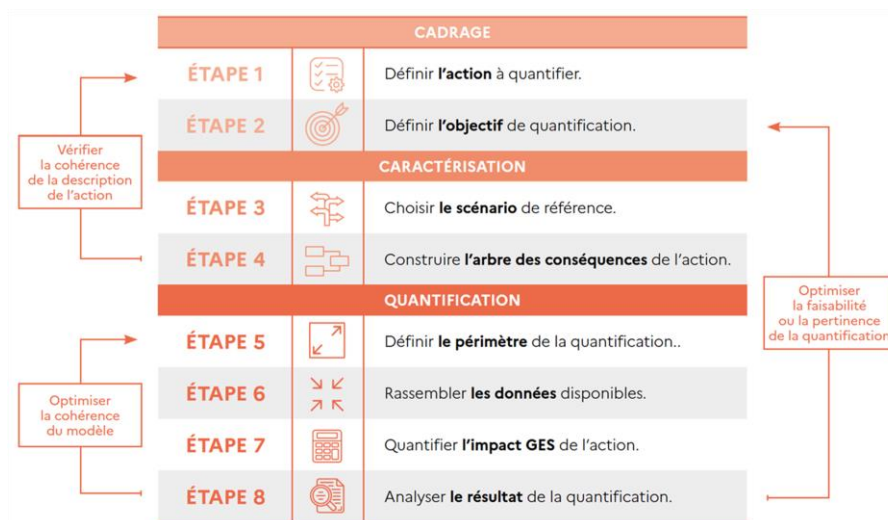 CADRAGE
ÉTAPE 1 Définir l'action à quantifier.
ÉTAPE 2 Définir l'objectif de quantification.
Vérifier
la cohérence
de la description
de l'action
CARACTÉRISATION
ÉTAPE 3 Choisir le scénario de référence.
ÉTAPE 4 Construire l'arbre des conséquences de l'action.
QUANTIFICATION
Optimiser
la faisabilité
ou la pertinence
de la quantification
ÉTAPE 5 Définir le périmètre de la quantification..
ÉTAPE 6 Rassembler les données disponibles.
Optimiser
la cohérence
du modèle
ÉTAPE 7 Quantifier l'impact GES de l'action.
ÉTAPE 8 Analyser le résultat de la quantification.